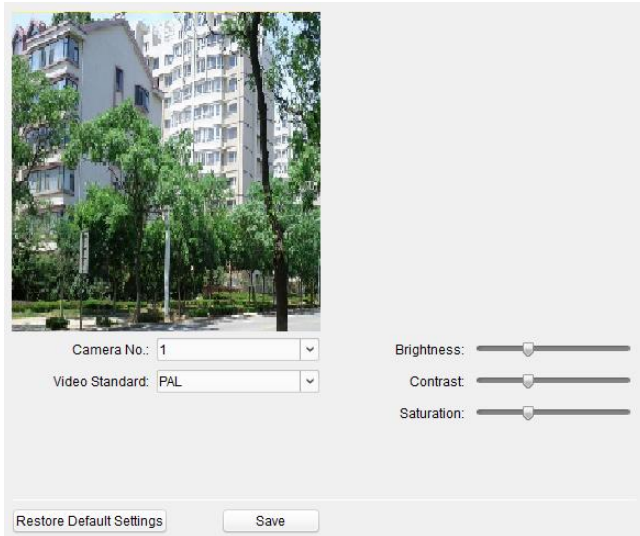 Camera No.: 1
Brightness:
Video Standard: PAL
Contrast:
Saturation:
Restore Default Settings
Save